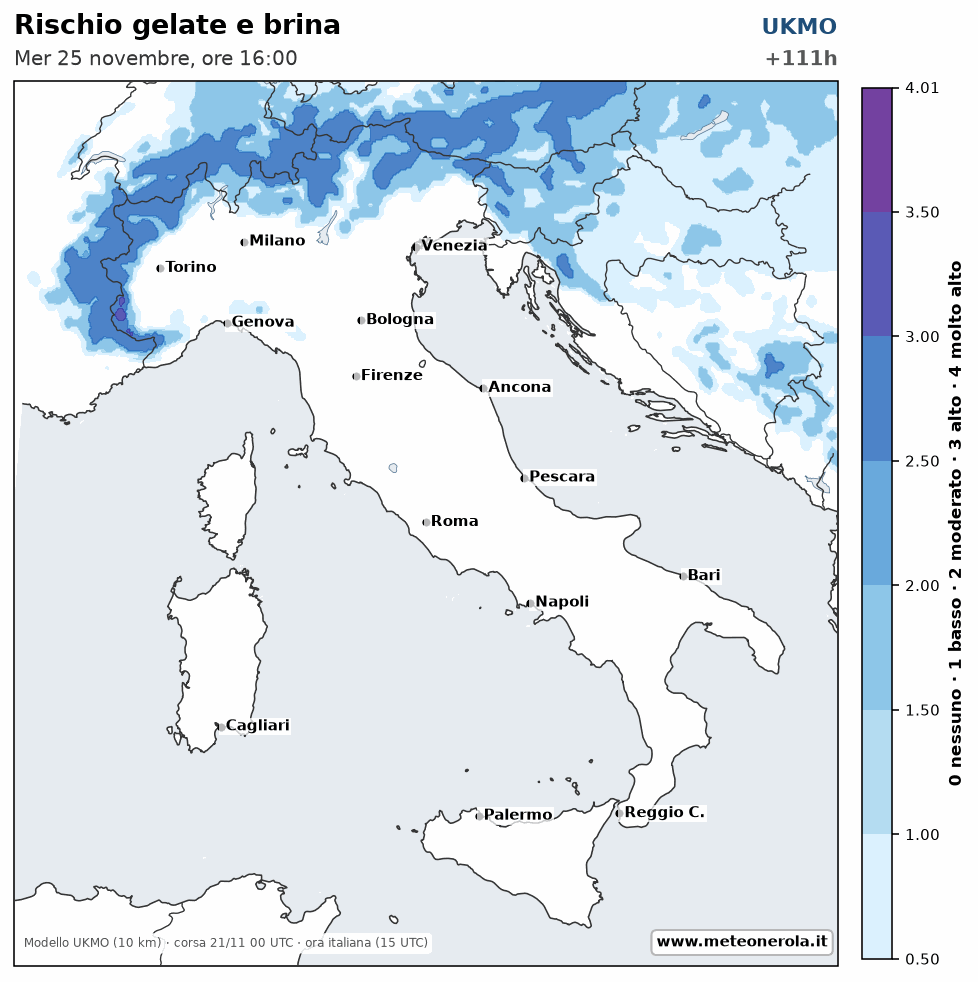 Rischio gelate e brina
UKMO
Mer 25 novembre, ore 16:00
+111h
4.01
3.50
3.00
2.50
2.00
1.50
1.00
0.50
0 nessuno · 1 basso · 2 moderato · 3 alto · 4 molto alto
Milano
Venezia
Torino
Genova
Bologna
Firenze
Ancona
Pescara
Roma
Bari
Napoli
Cagliari
Palermo
Reggio C.
Modello UKMO (10 km) · corsa 21/11 00 UTC · ora italiana (15 UTC)
www.meteonerola.it